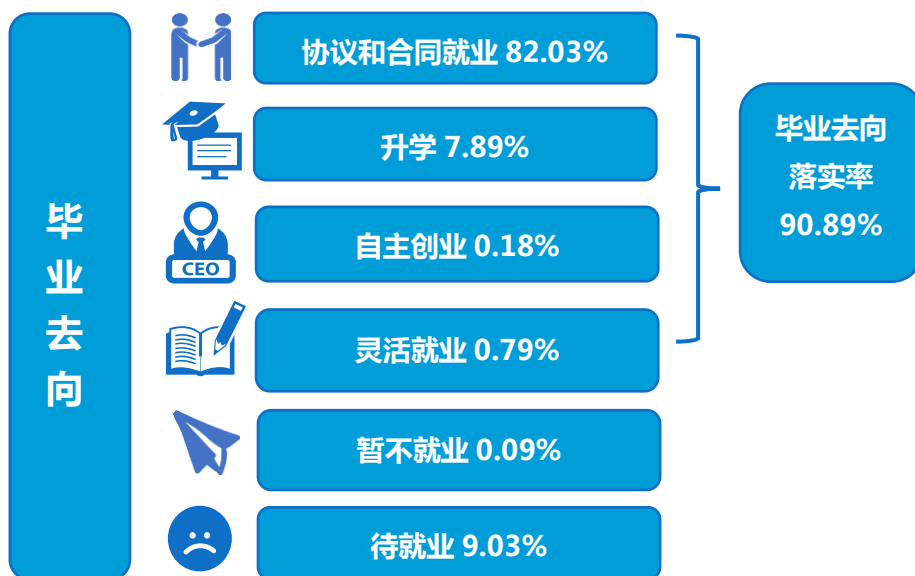 毕业去向
协议和合同就业 82.03%
升学 7.89%
CEO
自主创业 0.18%
灵活就业 0.79%
暂不就业 0.09%
待就业 9.03%
毕业去向
落实率
90.89%